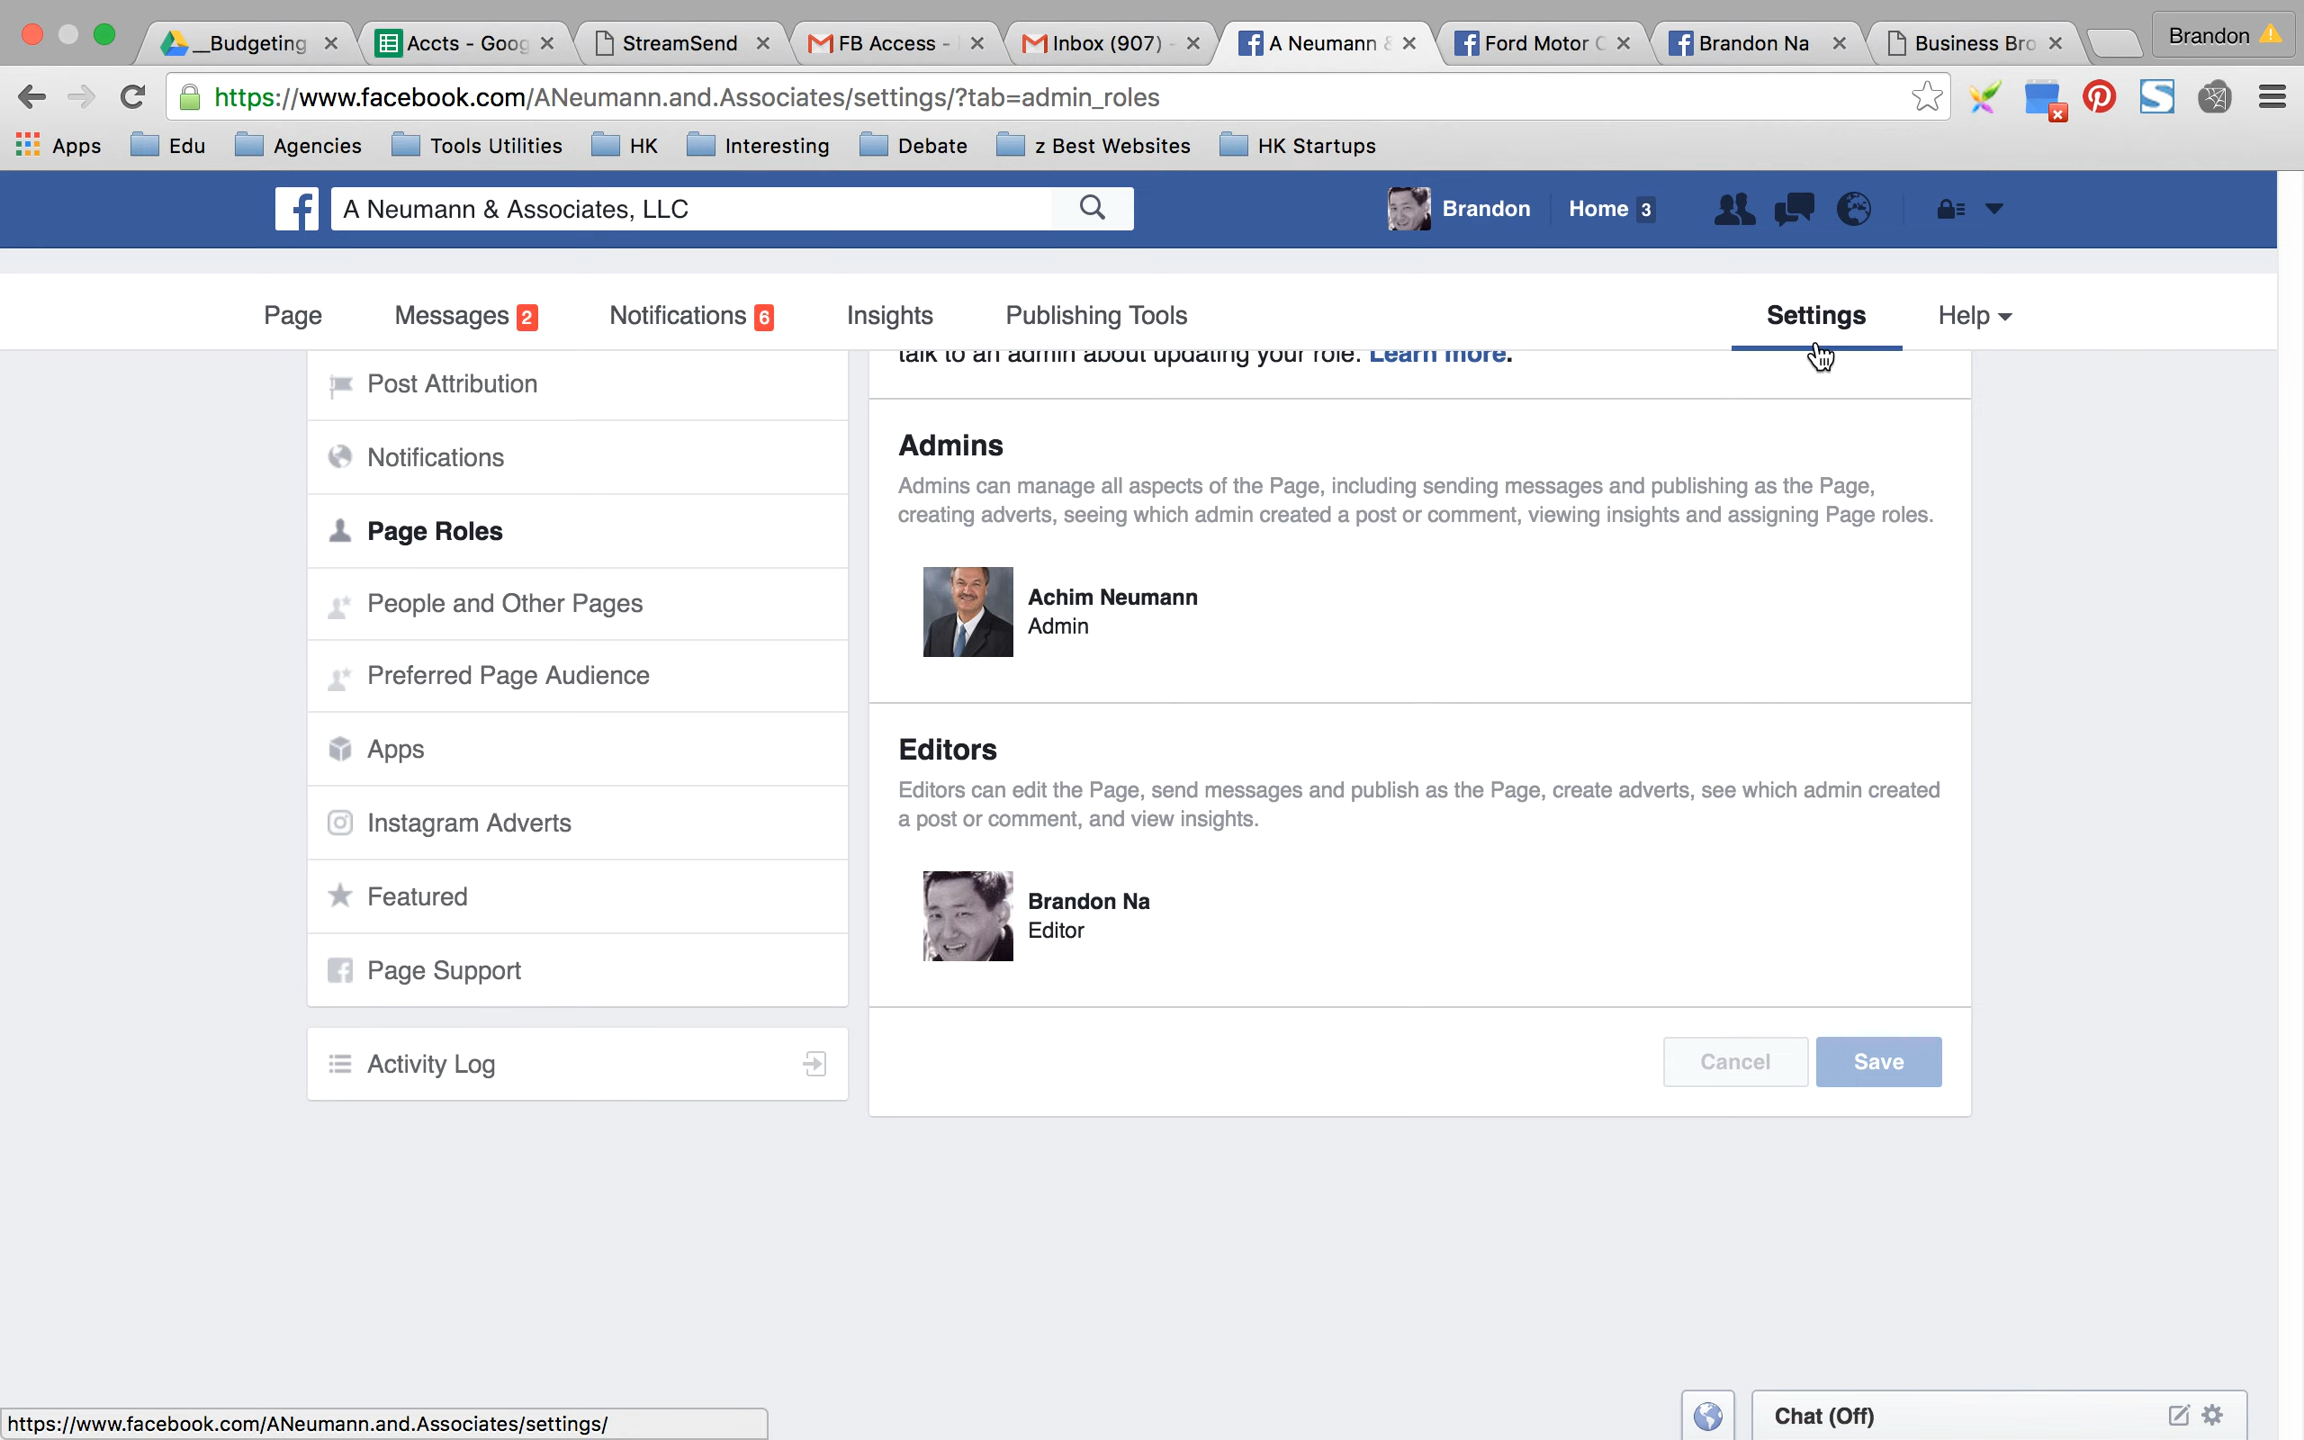 __Budgeting
Accts - Goog
StreamSend
FB Access -
Inbox (907) -
A Neumann &
Ford Motor C
Brandon Na
Business Bro
Brandon
https://www.facebook.com/ANeumann.and.Associates/settings/?tab=admin_roles
Apps
Edu
Agencies
Tools Utilities
HK
Interesting
Debate
z Best Websites
HK Startups
A Neumann & Associates, LLC
Brandon
Home 3
Page
Messages 2
Notifications 6
Insights
Publishing Tools
Settings
Help
talk to an admin about updating your role. Learn more.
Post Attribution
Notifications
Page Roles
People and Other Pages
Preferred Page Audience
Apps
Instagram Adverts
Featured
Page Support
Activity Log
Admins
Admins can manage all aspects of the Page, including sending messages and publishing as the Page,
creating adverts, seeing which admin created a post or comment, viewing insights and assigning Page roles.
Achim Neumann
Admin
Editors
Editors can edit the Page, send messages and publish as the Page, create adverts, see which admin created
a post or comment, and view insights.
Brandon Na
Editor
Cancel
Save
https://www.facebook.com/ANeumann.and.Associates/settings/
Chat (Off)